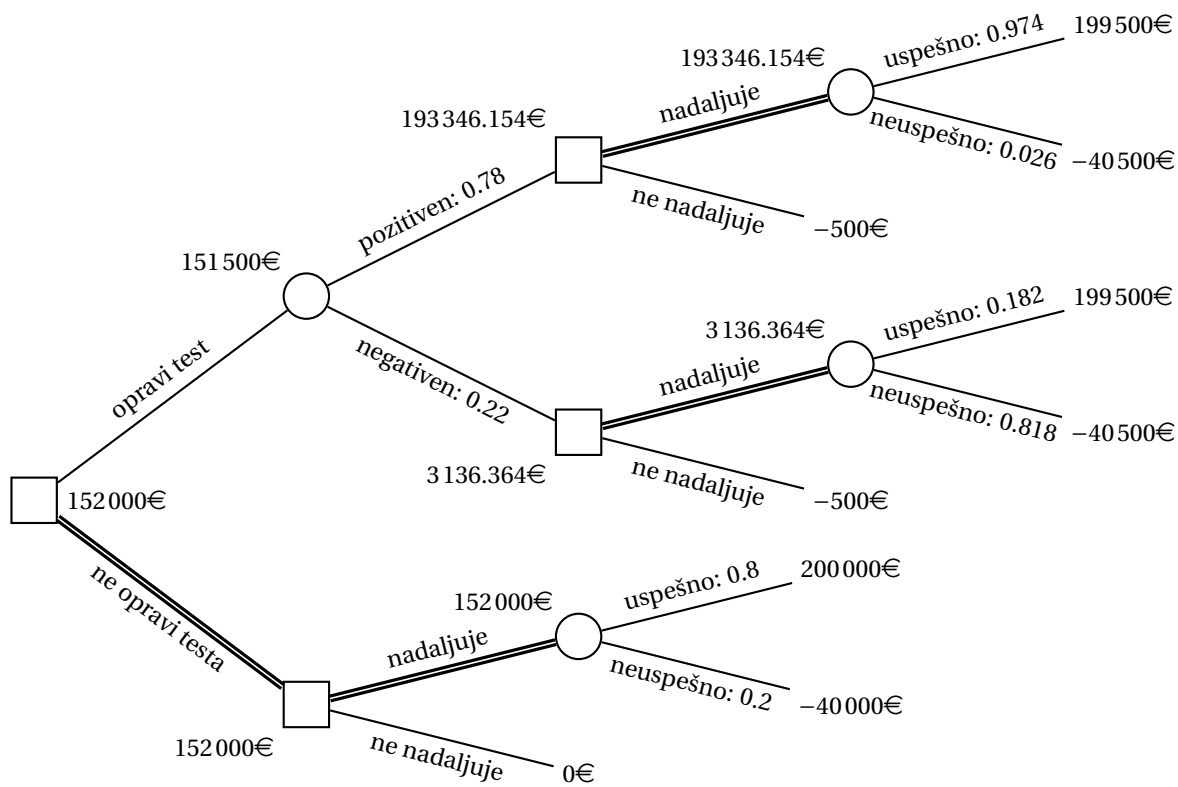 uspešno: 0.974
199 500€
193 346.154€
nadaljuje
neuspešno: 0.026
−40 500€
193 346.154€
ne nadaljuje
−500€
pozitiven: 0.78
151 500€
negativen: 0.22
uspešno: 0.182
199 500€
3 136.364€
nadaljuje
neuspešno: 0.818
−40 500€
3 136.364€
ne nadaljuje
−500€
opravi test
152 000€
ne opravi testa
uspešno: 0.8
200 000€
152 000€
nadaljuje
neuspešno: 0.2
−40 000€
152 000€
ne nadaljuje
0€